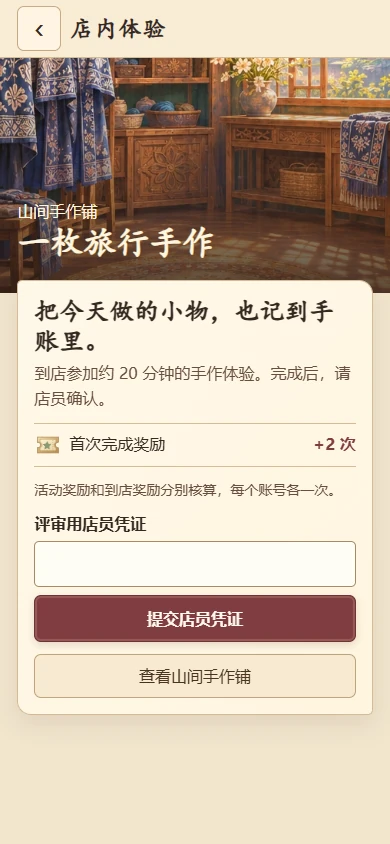 店内体验
山间手作铺
一枚旅行手作
把今天做的小物，也记到手
账里。
到店参加约 20 分钟的手作体验。完成后，请
店员确认。
首次完成奖励 +2 次
活动奖励和到店奖励分别核算，每个账号各一次。
评审用店员凭证
提交店员凭证
查看山间手作铺